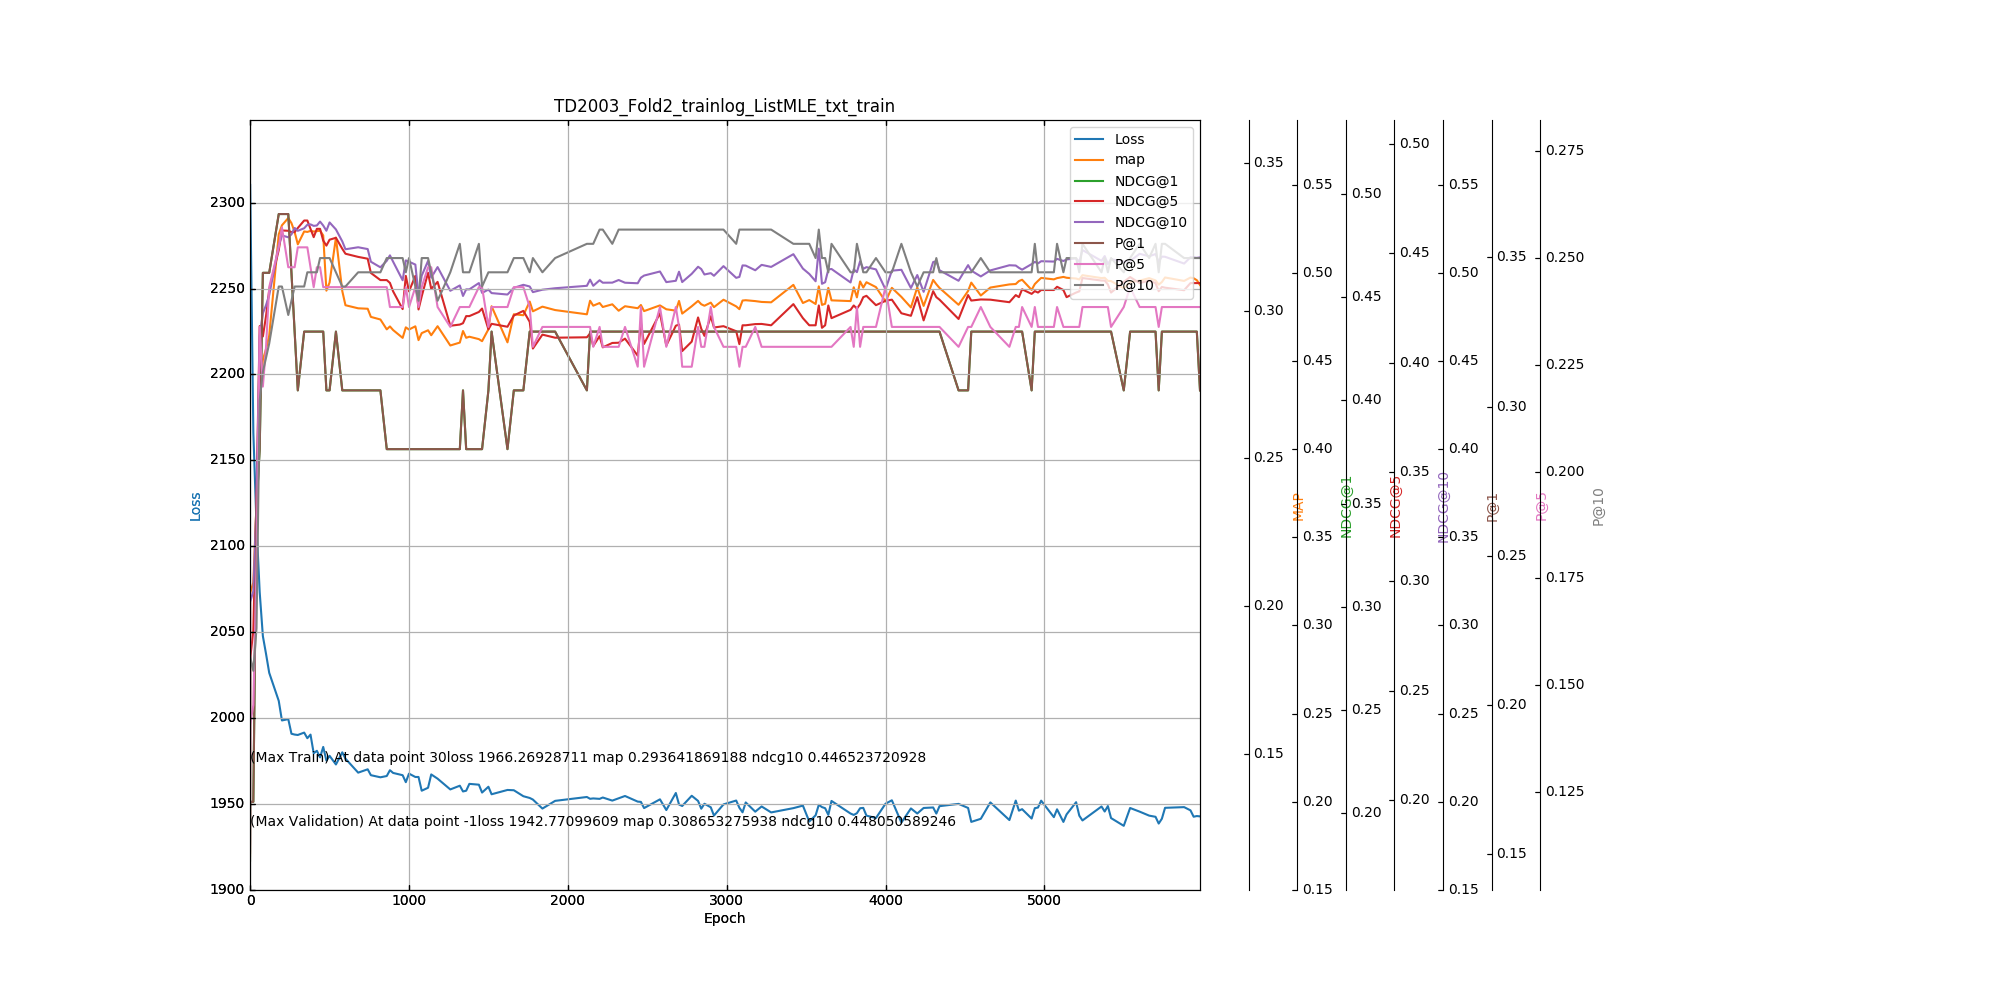 TD2003_Fold2_trainlog_ListMLE_txt_train
Loss
map
NDCG@1
NDCG@5
NDCG@10
P@1
P@5
P@10
2300
2250
2200
2150
2100
2050
2000
1950
1900
Loss
(Max Train) At data point 30loss 1966.26928711 map 0.293641869188 ndcg10 0.446523720928
(Max Validation) At data point -1loss 1942.77099609 map 0.308653275938 ndcg10 0.448050589246
0 1000 2000 3000 4000 5000
Epoch
0.35
0.30
0.25
0.20
0.15
MAP
0.55
0.50
0.45
0.40
0.35
0.30
0.25
0.20
0.15
NDCG@1
0.50
0.45
0.40
0.35
0.30
0.25
0.20
NDCG@5
0.50
0.45
0.40
0.35
0.30
0.25
0.20
NDCG@10
0.55
0.50
0.45
0.40
0.35
0.30
0.25
0.20
0.15
P@1
0.35
0.30
0.25
0.20
0.15
P@5
0.275
0.250
0.225
0.200
0.175
0.150
0.125
P@10